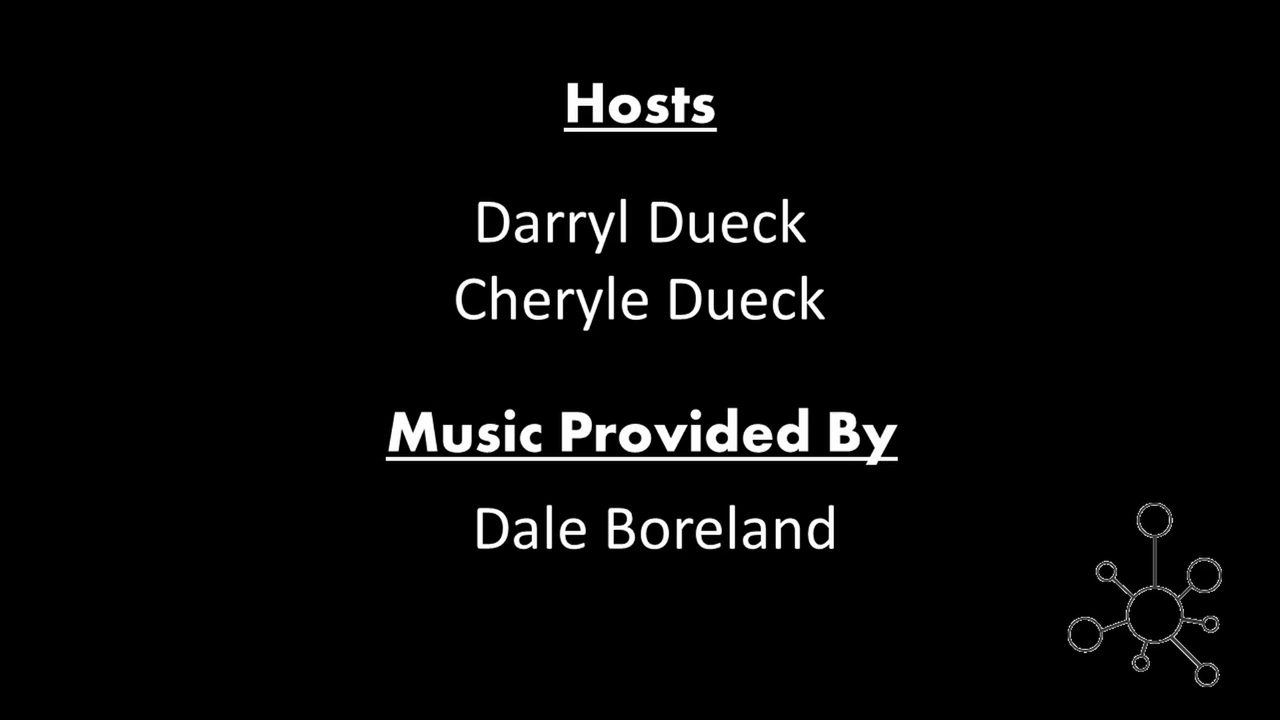 Hosts
Darryl Dueck
Cheryle Dueck
Music Provided By
Dale Boreland